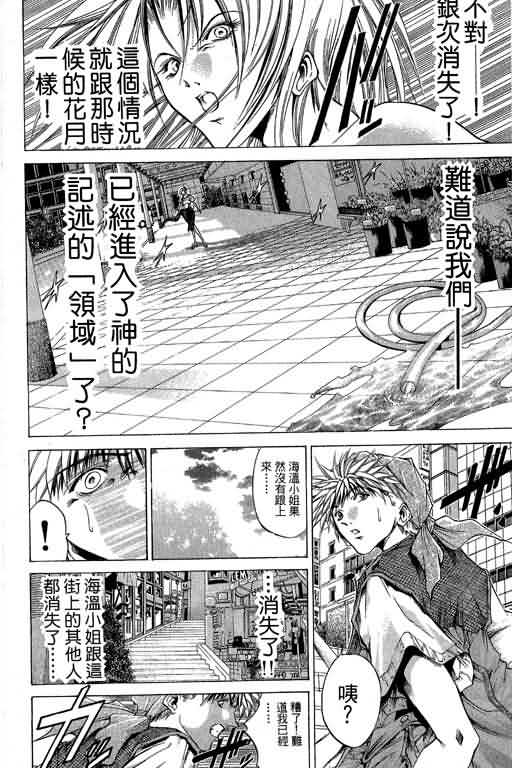 不對——！
銀次消失了！
這個情況
就跟那時
候的花月
一樣！
難道說我們——
已經進入了神的
記述的「領域」了？
咦？
海溫小姐果
然沒有跟上
來…
！
…消失了!!
海溫小姐跟這
街上的其他人
都消失了……
糟了！難
道我已經
……